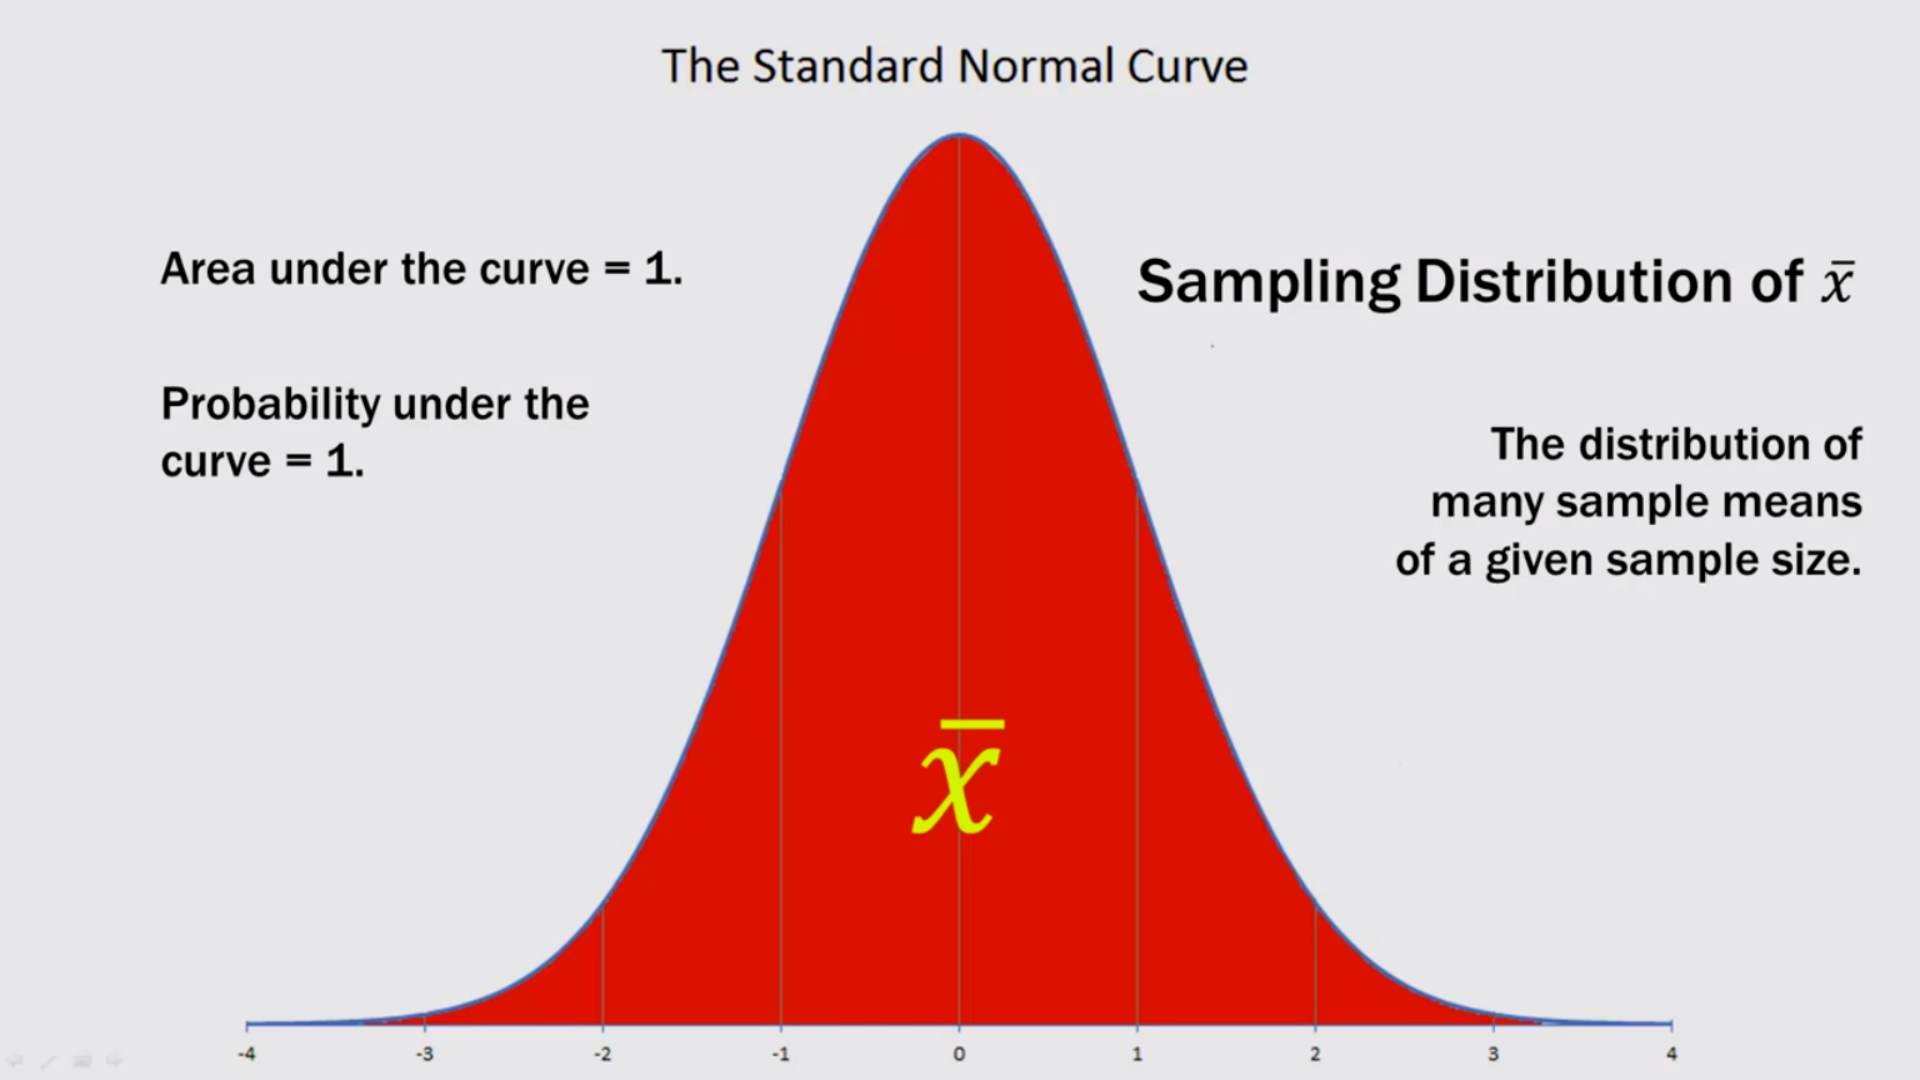 The Standard Normal Curve
Area under the curve = 1.
Probability under the
curve = 1.
Sampling Distribution of x̄
The distribution of
many sample means
of a given sample size.
x̄
-4 -3 -2 -1 0 1 2 3 4